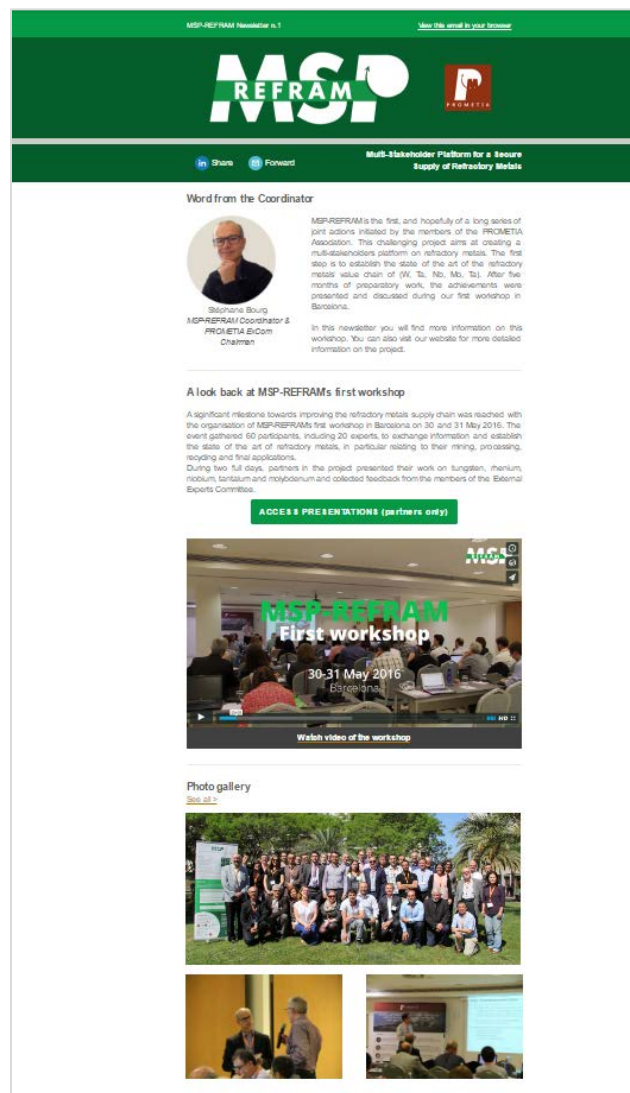 MSP-REFRAM Newsletter n.1
View this email in your browser
MSP
REFRAM
PROMETIA
Share
Forward
Multi-Stakeholder Platform for a Secure
Supply of Refractory Metals
Word from the Coordinator
MSP-REFRAM is the first, and hopefully of a long series of
joint actions initiated by the members of the PROMETIA
Association. This challenging project aims at creating a
multi-stakeholders platform on refractory metals. The first
step is to establish the state of the art of the refractory
metals' value chain of (W, Ta, Nb, Mo, Ta). After five
months of preparatory work, the achievements were
presented and discussed during our first workshop in
Barcelona.
In this newsletter you will find more information on this
workshop. You can also visit our website for more detailed
information on the project.
Stéphane Bourg
MSP-REFRAM Coordinator &
PROMETIA ExCom
Chairman
A look back at MSP-REFRAM's first workshop
A significant milestone towards improving the refractory metals supply chain was reached with
the organisation of MSP-REFRAM's first workshop in Barcelona on 30 and 31 May 2016. The
event gathered 60 participants, including 20 experts, to exchange information and establish
the state of the art of refractory metals, in particular relating to their mining, processing,
recycling and final applications.
During two full days, partners in the project presented their work on tungsten, rhenium,
niobium, tantalum and molybdenum and collected feedback from the members of the External
Experts Committee.
ACCESS PRESENTATIONS (partners only)
MSP
REFRAM
MSP-REFRAM
First workshop
30-31 May 2016
Barcelona
HD
Watch video of the workshop
Photo gallery
See all >
MSP